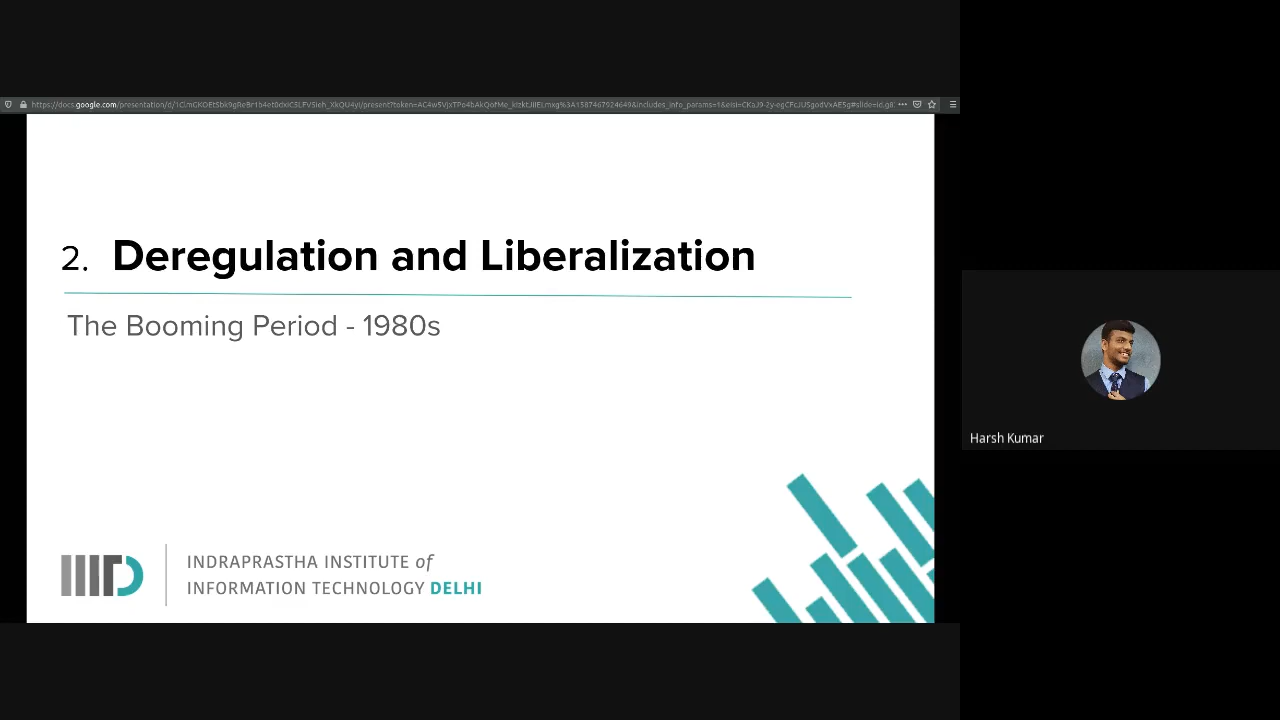 2. Deregulation and Liberalization
The Booming Period - 1980s
INDRAPRASTHA INSTITUTE of
INFORMATION TECHNOLOGY DELHI
Harsh Kumar